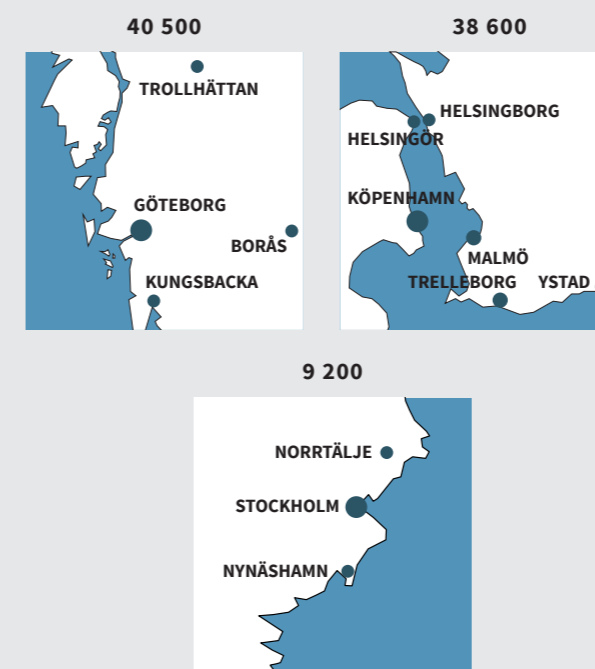 40 500
TROLLHÄTTAN
GÖTEBORG
BORÅS
KUNGSBACKA
38 600
HELSINGBORG
HELSINGÖR
KÖPENHAMN
MALMÖ
TRELLEBORG YSTAD
9 200
NORRTÄLJE
STOCKHOLM
NYNÄSHAMN